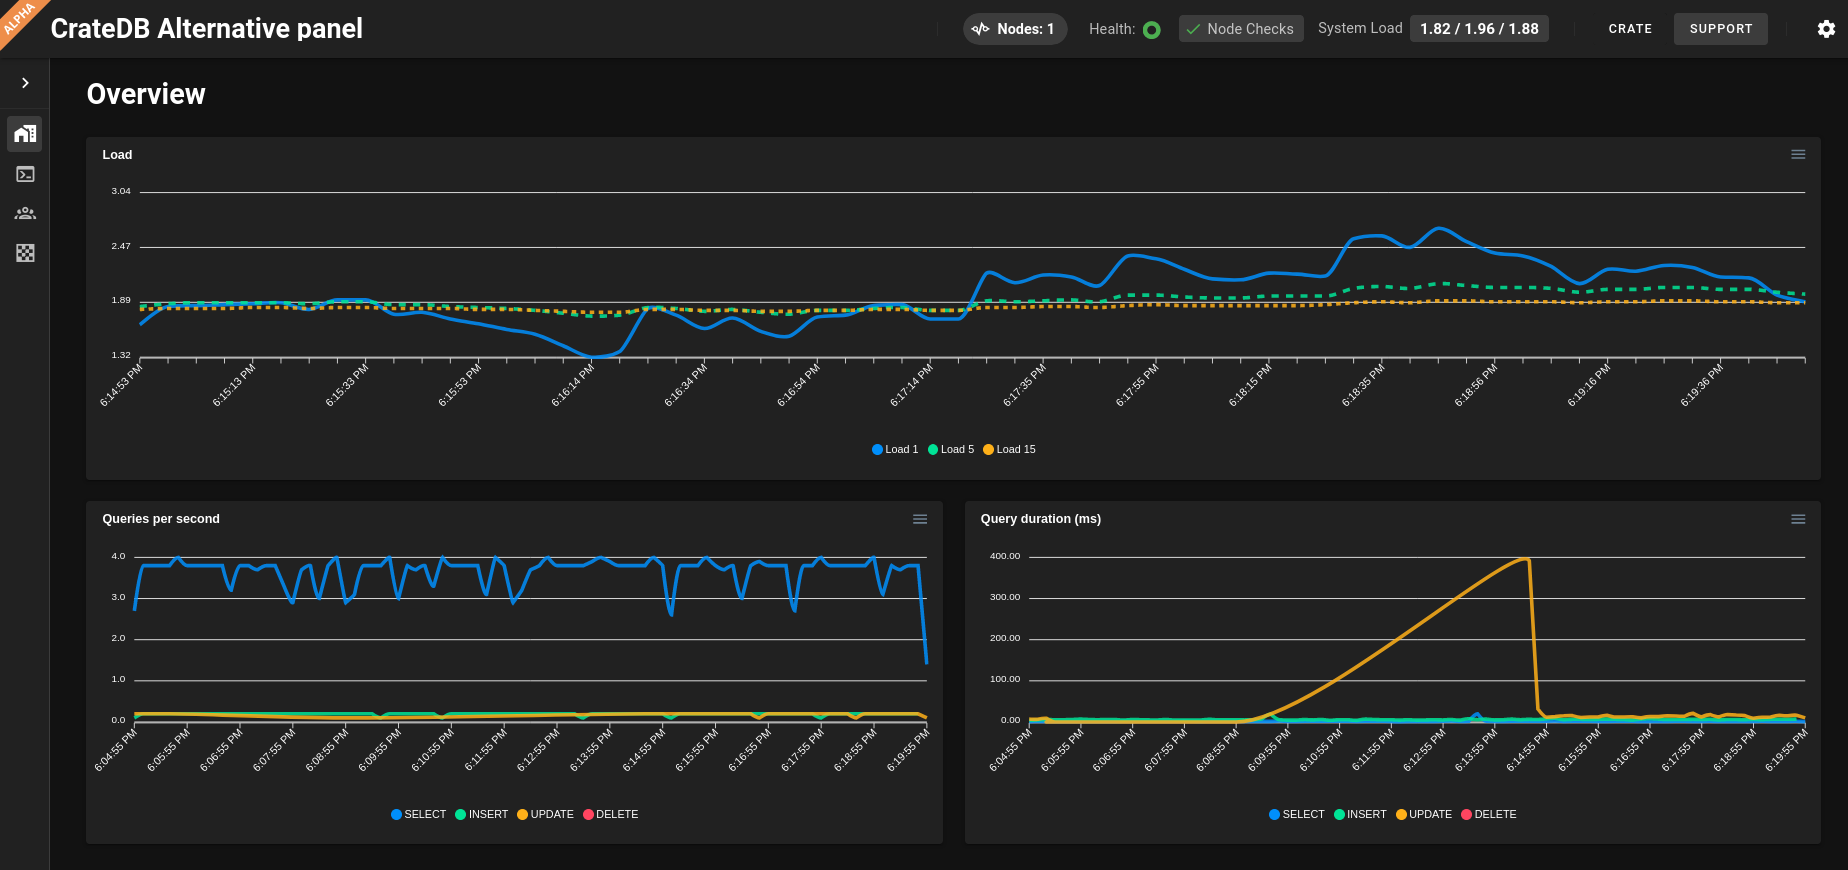 ALPHA
CrateDB Alternative panel
Nodes: 1
Health:
Node Checks
System Load
1.82 / 1.96 / 1.88
CRATE
SUPPORT
Overview
Load
3.04
2.47
1.89
1.32
6:14:53 PM
6:15:13 PM
6:15:33 PM
6:15:53 PM
6:16:14 PM
6:16:34 PM
6:16:54 PM
6:17:14 PM
6:17:35 PM
6:17:55 PM
6:18:15 PM
6:18:35 PM
6:18:56 PM
6:19:16 PM
6:19:36 PM
Load 1
Load 5
Load 15
Queries per second
4.0
3.0
2.0
1.0
0.0
6:04:55 PM
6:05:55 PM
6:06:55 PM
6:07:55 PM
6:08:55 PM
6:09:55 PM
6:10:55 PM
6:11:55 PM
6:12:55 PM
6:13:55 PM
6:14:55 PM
6:15:55 PM
6:16:55 PM
6:17:55 PM
6:18:55 PM
6:19:55 PM
SELECT
INSERT
UPDATE
DELETE
Query duration (ms)
400.00
300.00
200.00
100.00
0.00
6:04:55 PM
6:05:55 PM
6:06:55 PM
6:07:55 PM
6:08:55 PM
6:09:55 PM
6:10:55 PM
6:11:55 PM
6:12:55 PM
6:13:55 PM
6:14:55 PM
6:15:55 PM
6:16:55 PM
6:17:55 PM
6:18:55 PM
6:19:55 PM
SELECT
INSERT
UPDATE
DELETE